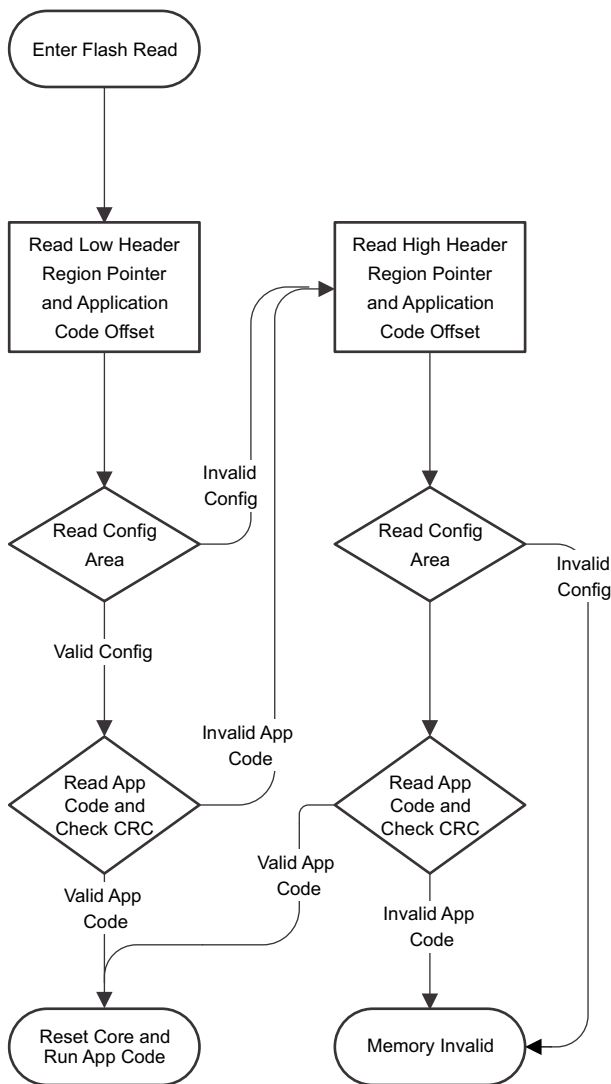 Enter Flash Read
Read Low Header
Region Pointer
and Application
Code Offset
Read High Header
Region Pointer
and Application
Code Offset
Invalid
Config
Read Config
Area
Read Config
Area
Invalid
Config
Valid Config
Invalid App
Code
Read App
Code and
Check CRC
Read App
Code and
Check CRC
Valid App
Code
Valid App
Code
Invalid App
Code
Reset Core and
Run App Code
Memory Invalid